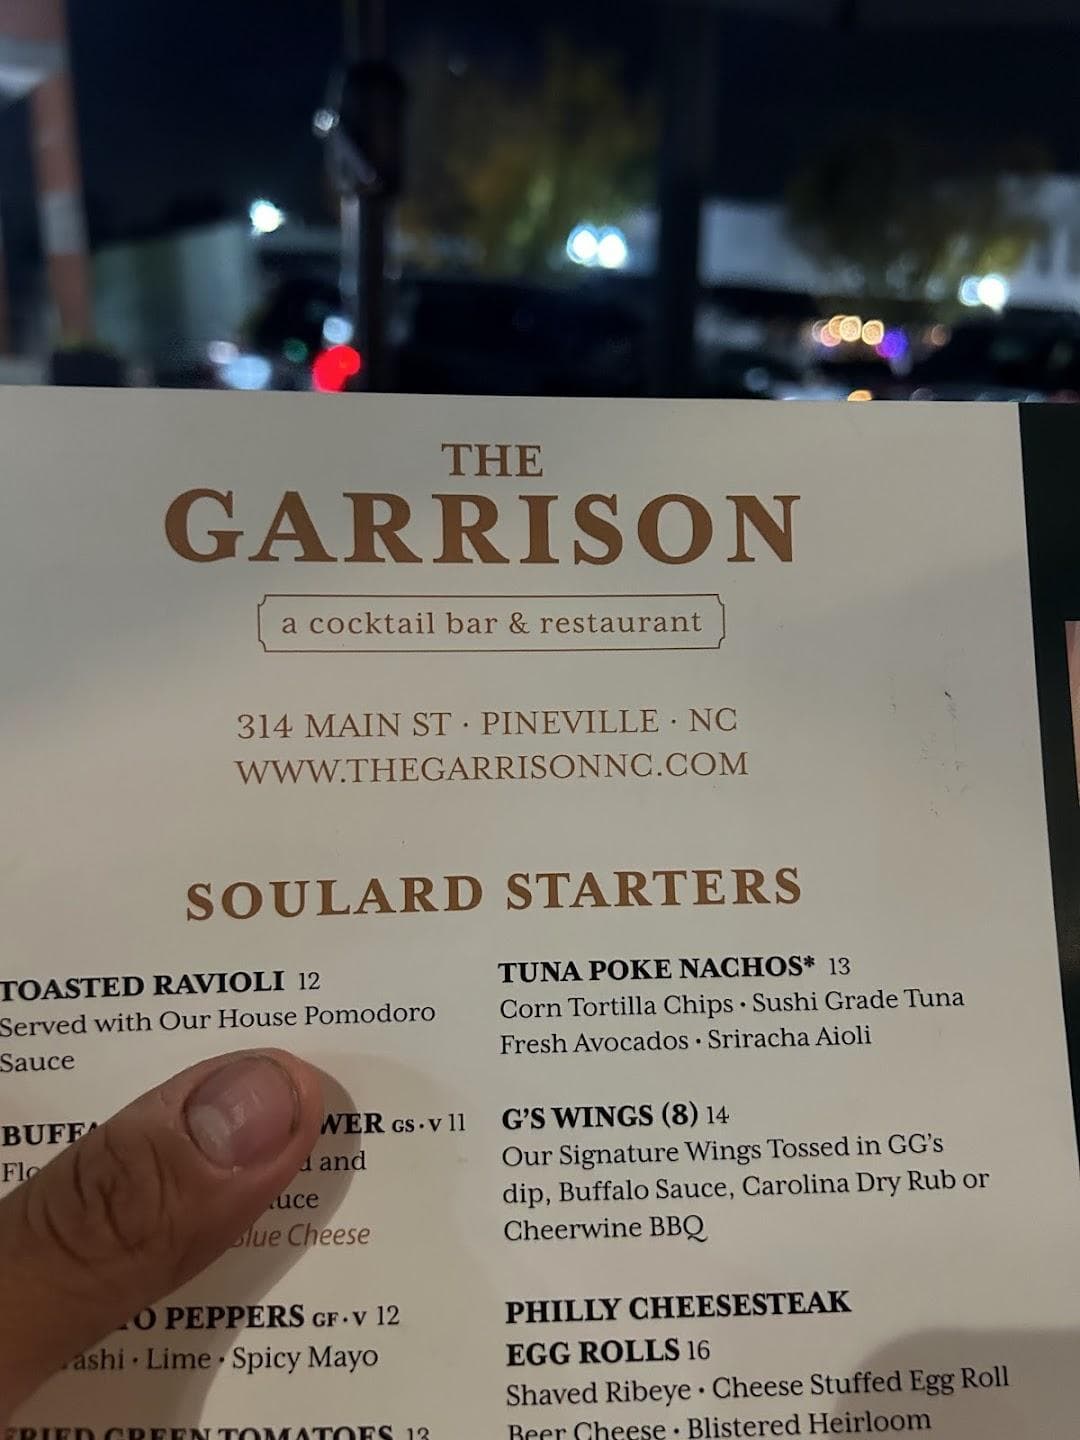 THE
GARRISON
a cocktail bar & restaurant
314 MAIN ST · PINEVILLE · NC
WWW.THEGARRISONNC.COM
SOULARD STARTERS
TOASTED RAVIOLI 12
Served with Our House Pomodoro
Sauce
GS·V 11
and
Cheese
PEPPERS GF·V 12
· Lime · Spicy Mayo
FRIED GREEN TOMATOES 13
TUNA POKE NACHOS* 13
Corn Tortilla Chips · Sushi Grade Tuna
Fresh Avocados · Sriracha Aioli
G'S WINGS (8) 14
Our Signature Wings Tossed in GG's
dip, Buffalo Sauce, Carolina Dry Rub or
Cheerwine BBQ
PHILLY CHEESESTEAK
EGG ROLLS 16
Shaved Ribeye · Cheese Stuffed Egg Roll
Beer Cheese · Blistered Heirloom